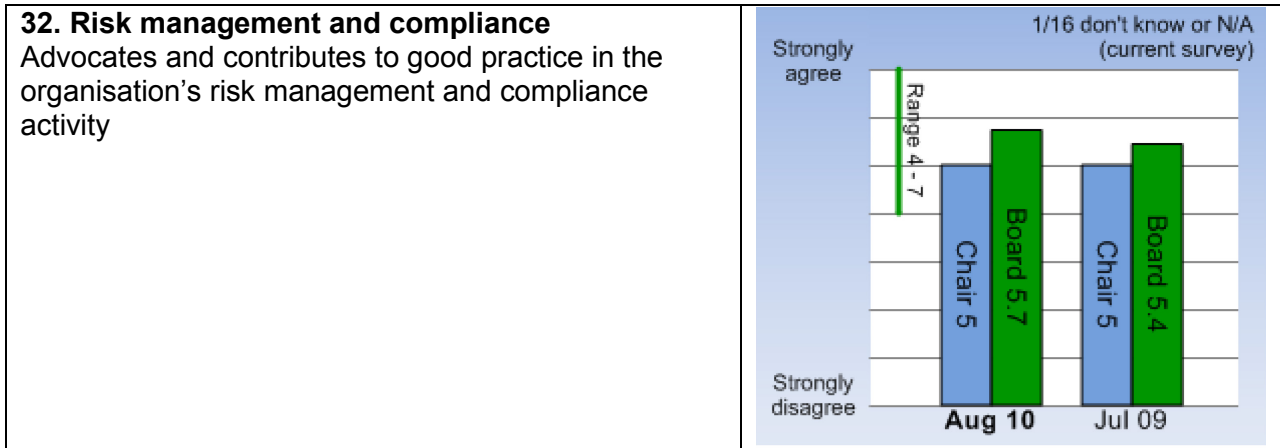 32. Risk management and compliance
Advocates and contributes to good practice in the
organisation's risk management and compliance
activity
1/16 don't know or N/A
(current survey)
Strongly
agree
Range 4 - 7
Chair 5
Board 5.7
Chair 5
Board 5.4
Strongly
disagree
Aug 10
Jul 09